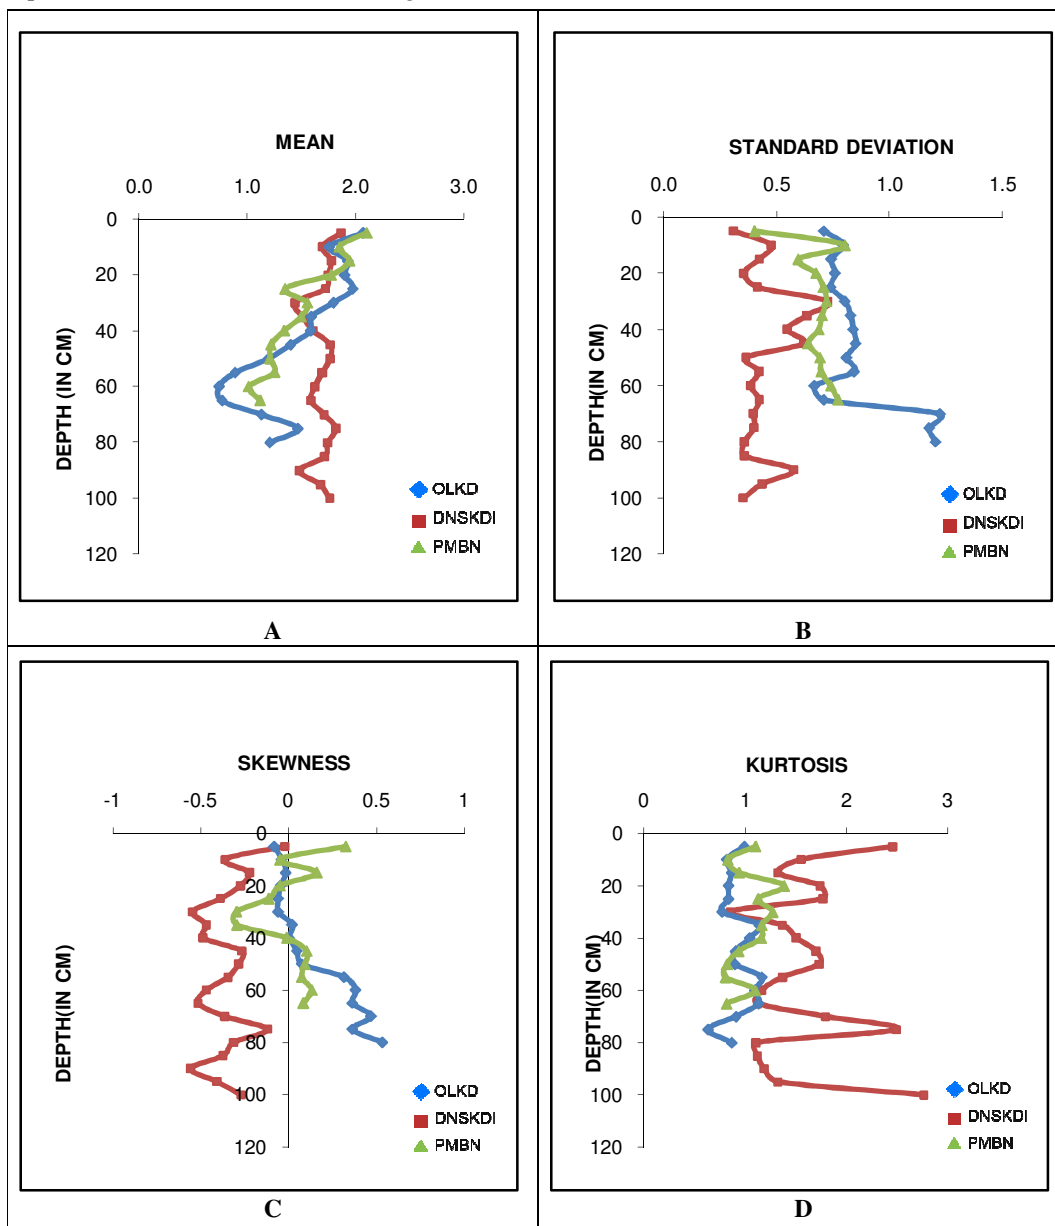 MEAN
0.0 1.0 2.0 3.0
0
20
40
60
80
100
120
DEPTH (IN CM)
OLKD
DNSKDI
PMBN
A
STANDARD DEVIATION
0.0 0.5 1.0 1.5
0
20
40
60
80
100
120
DEPTH(IN CM)
OLKD
DNSKDI
PMBN
B
SKEWNESS
-1 -0.5 0 0.5 1
0
20
40
60
80
100
120
DEPTH(IN CM)
OLKD
DNSKDI
PMBN
C
KURTOSIS
0 1 2 3
0
20
40
60
80
100
120
DEPTH(IN CM)
OLKD
DNSKDI
PMBN
D